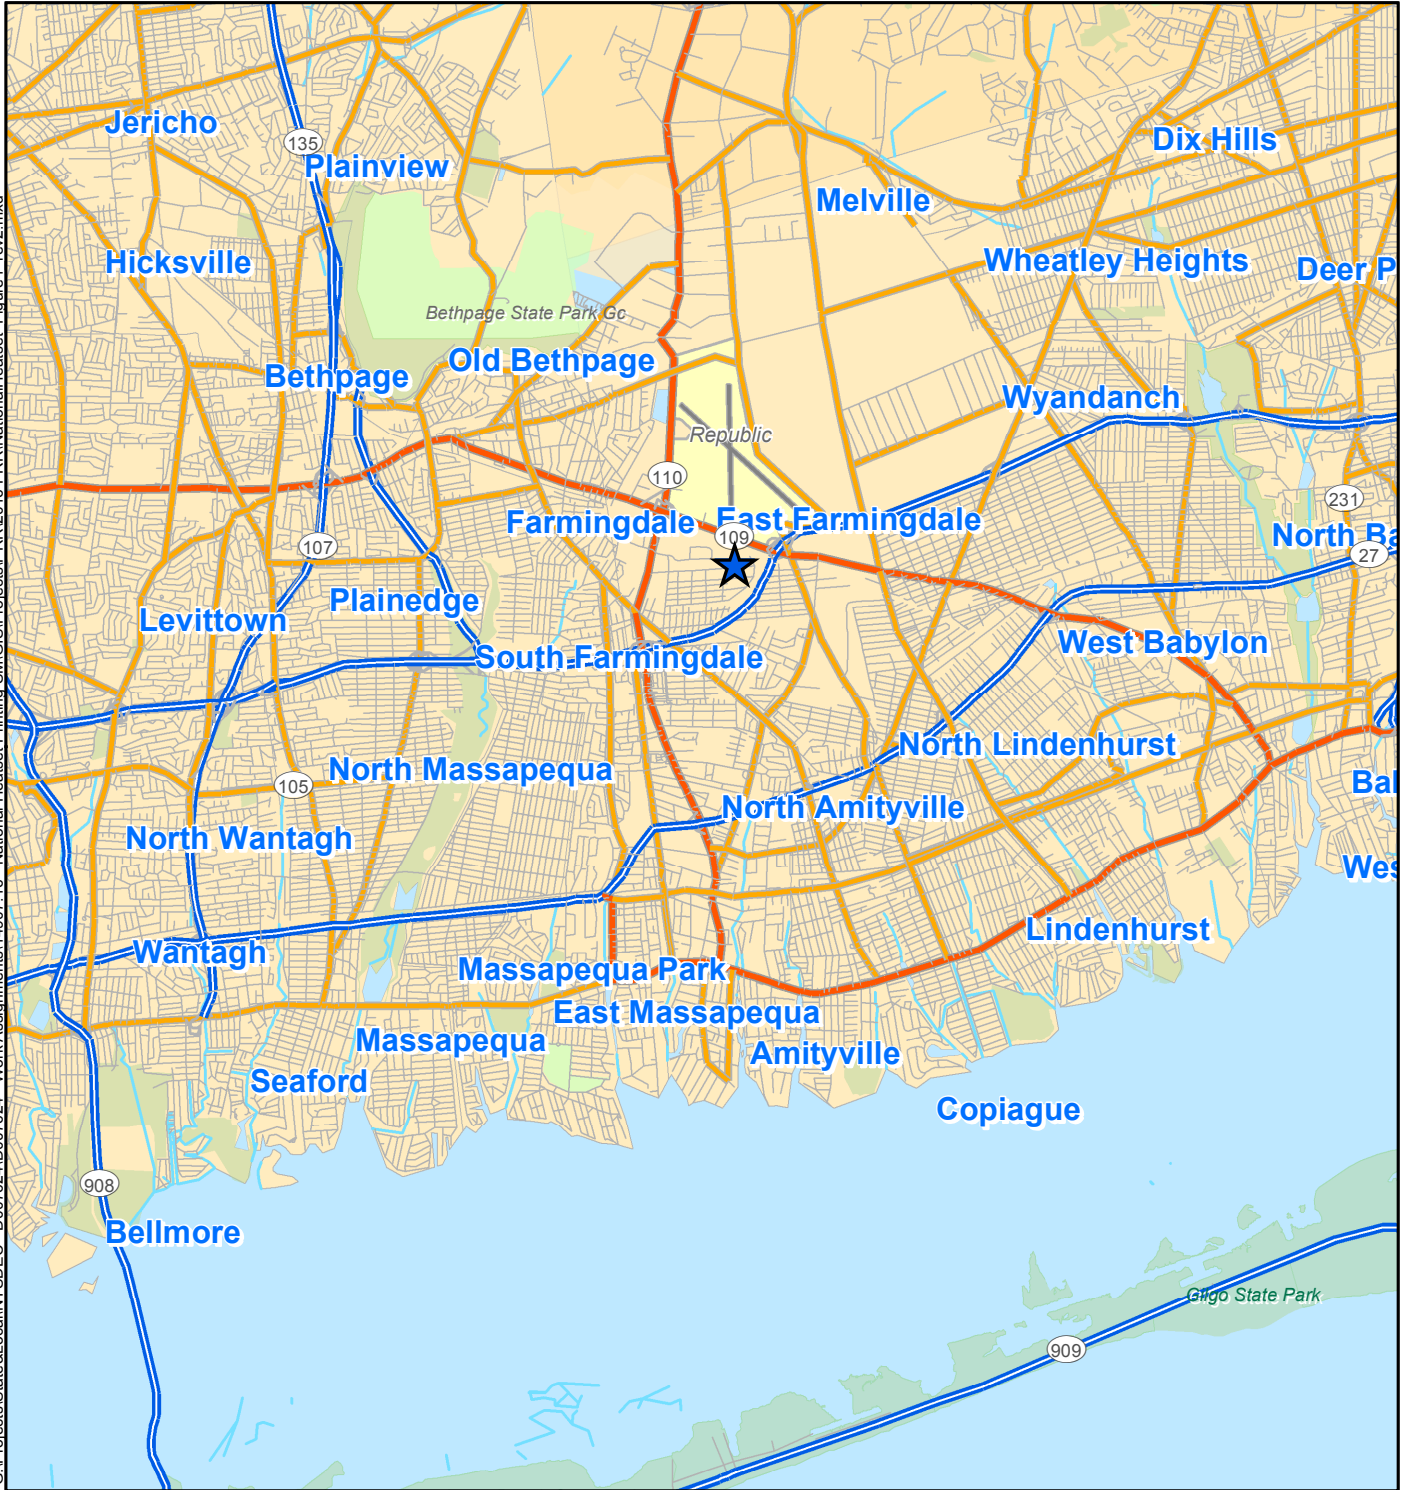 Jericho
135
Plainview
Dix Hills
Melville
Hicksville
Wheatley Heights
Deer P
Bethpage State Park Gc
Old Bethpage
Bethpage
Wyandanch
Republic
110
231
Farmingdale
East Farmingdale
109
North Ba
27
107
Plainedge
Levittown
West Babylon
South Farmingdale
North Lindenhurst
North Massapequa
105
Bal
North Amityville
North Wantagh
Wes
Lindenhurst
Wantagh
Massapequa Park
East Massapequa
Massapequa
Amityville
Seaford
Copiague
908
Bellmore
Gilgo State Park
909